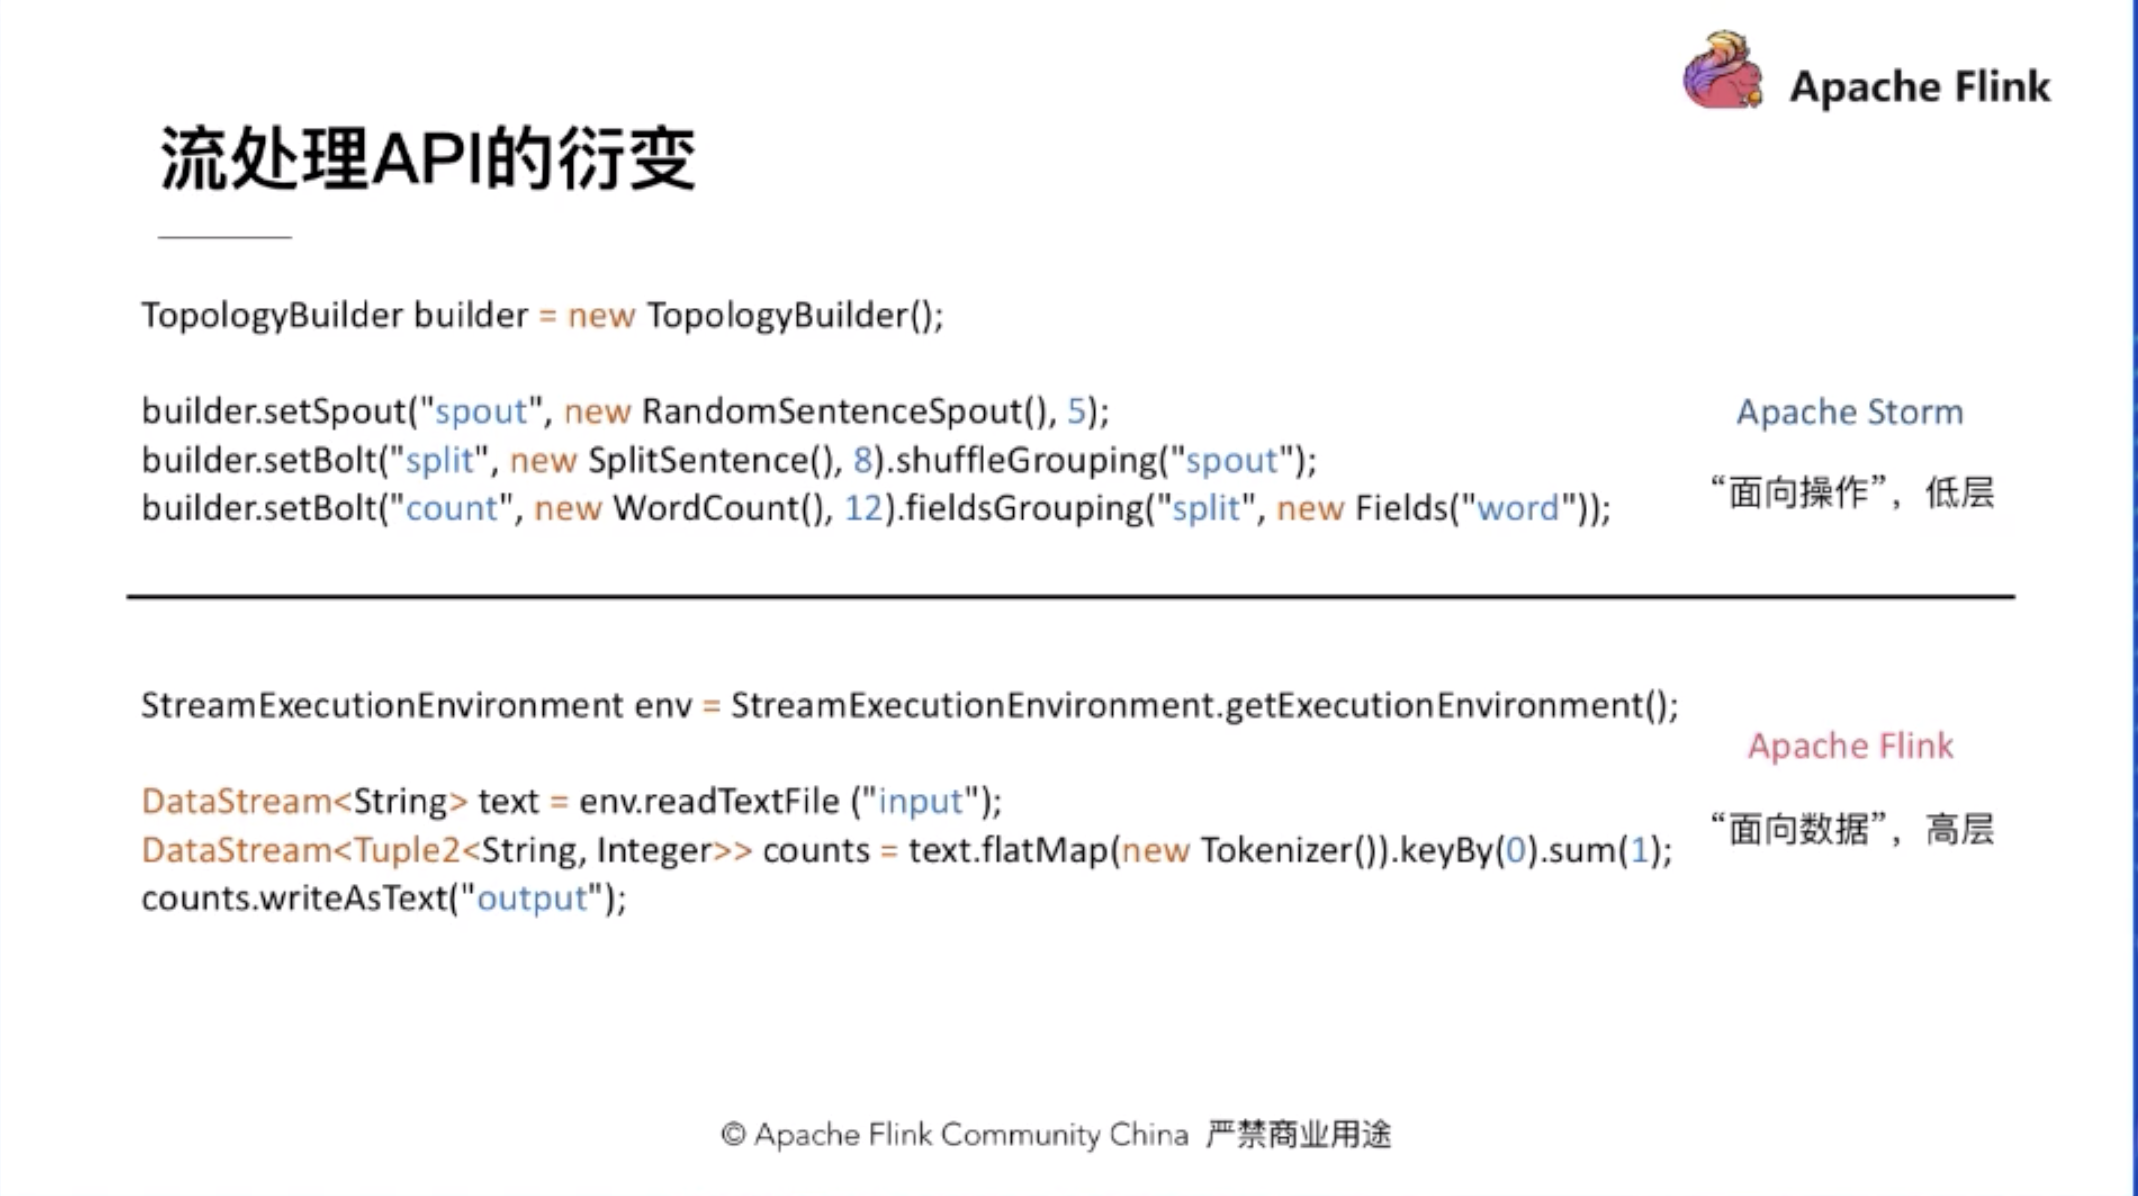 Apache Flink
流处理API的衍变
TopologyBuilder builder = new TopologyBuilder();
builder.setSpout("spout", new RandomSentenceSpout(), 5);
builder.setBolt("split", new SplitSentence(), 8).shuffleGrouping("spout");
builder.setBolt("count", new WordCount(), 12).fieldsGrouping("split", new Fields("word"));
Apache Storm
“面向操作”，低层
StreamExecutionEnvironment env = StreamExecutionEnvironment.getExecutionEnvironment();
DataStream<String> text = env.readTextFile ("input");
DataStream<Tuple2<String, Integer>> counts = text.flatMap(new Tokenizer()).keyBy(0).sum(1);
counts.writeAsText("output");
Apache Flink
“面向数据”，高层
© Apache Flink Community China 严禁商业用途